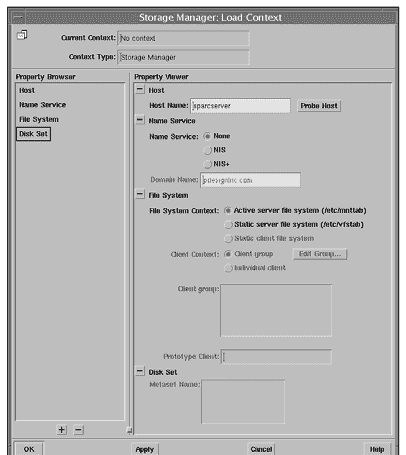 Storage Manager: Load Context
Current Context: No context
Context Type: Storage Manager
Property Browser
Host
Name Service
File System
Disk Set
Property Viewer
Host
Host Name: sparcserver Probe Host
Name Service
Name Service: None
NIS
NIS+
Domain Name:
File System
File System Context: Active server file system (/etc/mnttab)
Static server file system (/etc/vfstab)
Static client file system
Client Context: Client group Edit Group...
Individual client
Client group:
Prototype Client:
Disk Set
Metaset Name:
OK Apply Cancel Help